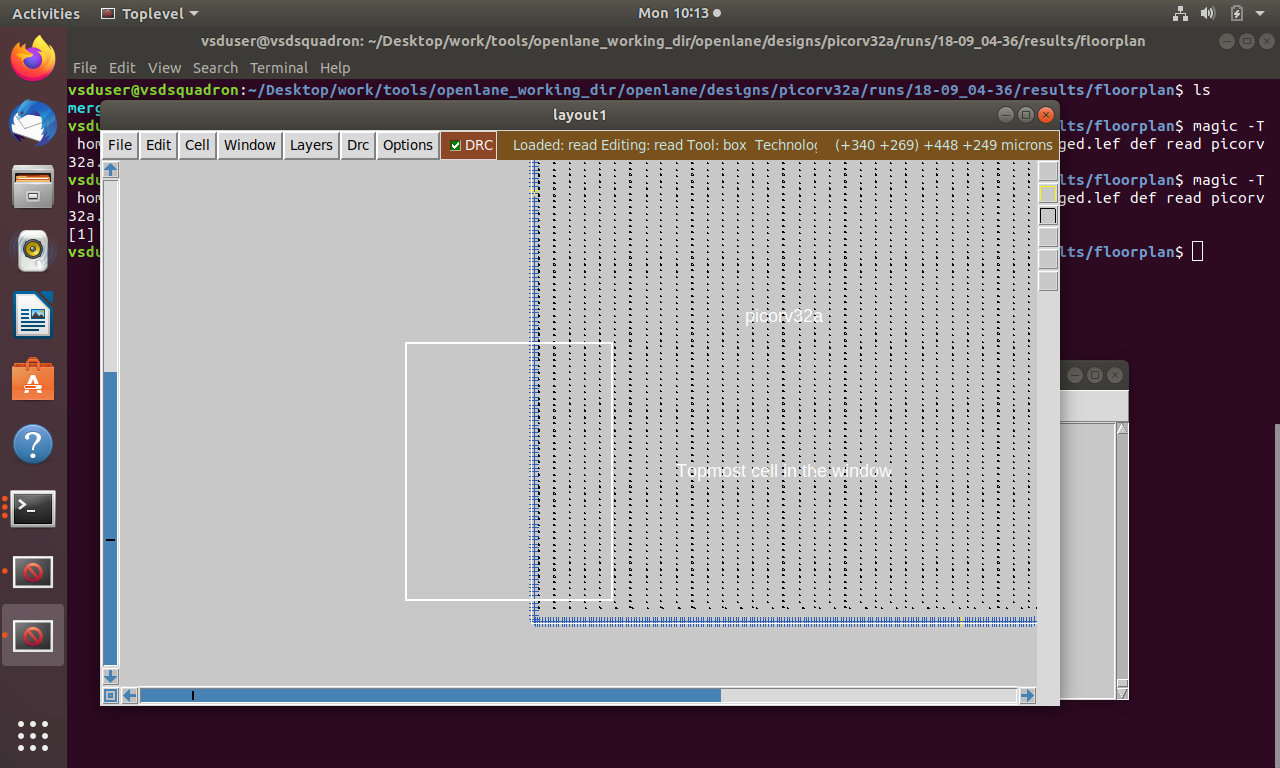 Activities Toplevel Mon 10:13
vsduser@vsdsquadron: ~/Desktop/work/tools/openlane_working_dir/openlane/designs/picorv32a/runs/18-09_04-36/results/floorplan
File Edit View Search Terminal Help
vsduser@vsdsquadron:~/Desktop/work/tools/openlane_working_dir/openlane/designs/picorv32a/runs/18-09_04-36/results/floorplan$ ls
merg
layout1
vsdu lts/floorplan$ magic -T
File Edit Cell Window Layers Drc Options DRC Loaded: read Editing: read Tool: box Technolog (+340 +269) +448 +249 microns
hom ged.lef def read picorv
32a.
vsdu lts/floorplan$ magic -T
hom ged.lef def read picorv
32a.
[1]
vsdu lts/floorplan$
picorv32a
Topmost cell in the window